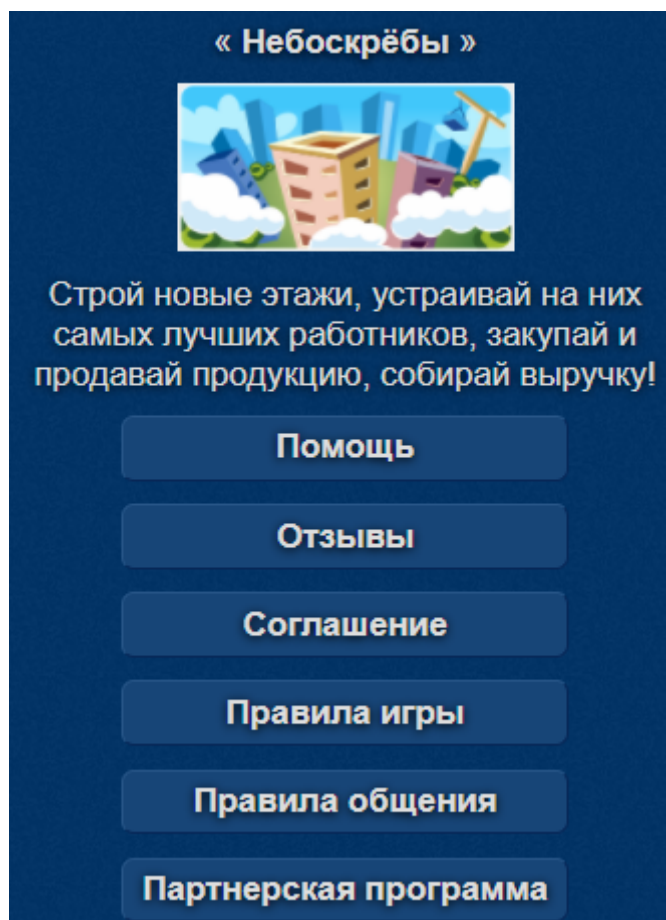 « Небоскрёбы »
Строй новые этажи, устраивай на них
самых лучших работников, закупай и
продавай продукцию, собирай выручку!
Помощь
Отзывы
Соглашение
Правила игры
Правила общения
Партнерская программа